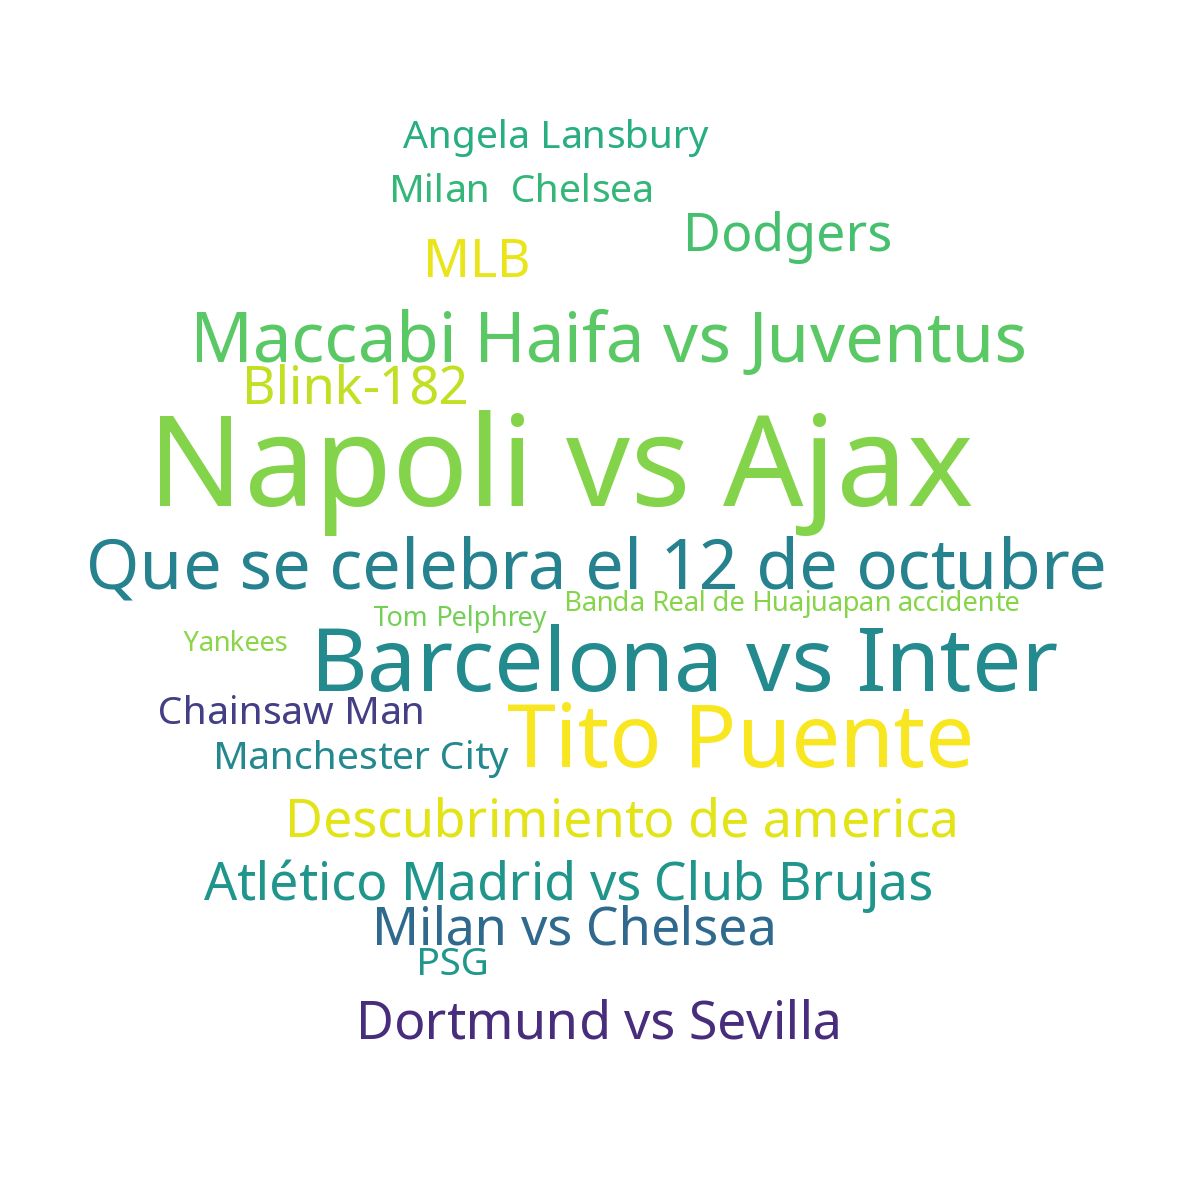 Angela Lansbury
Milan  Chelsea
Dodgers
MLB
Maccabi Haifa vs Juventus
Blink-182
Napoli vs Ajax
Que se celebra el 12 de octubre
Banda Real de Huajuapan accidente
Tom Pelphrey
Yankees
Barcelona vs Inter
Chainsaw Man
Tito Puente
Manchester City
Descubrimiento de america
Atlético Madrid vs Club Brujas
Milan vs Chelsea
PSG
Dortmund vs Sevilla